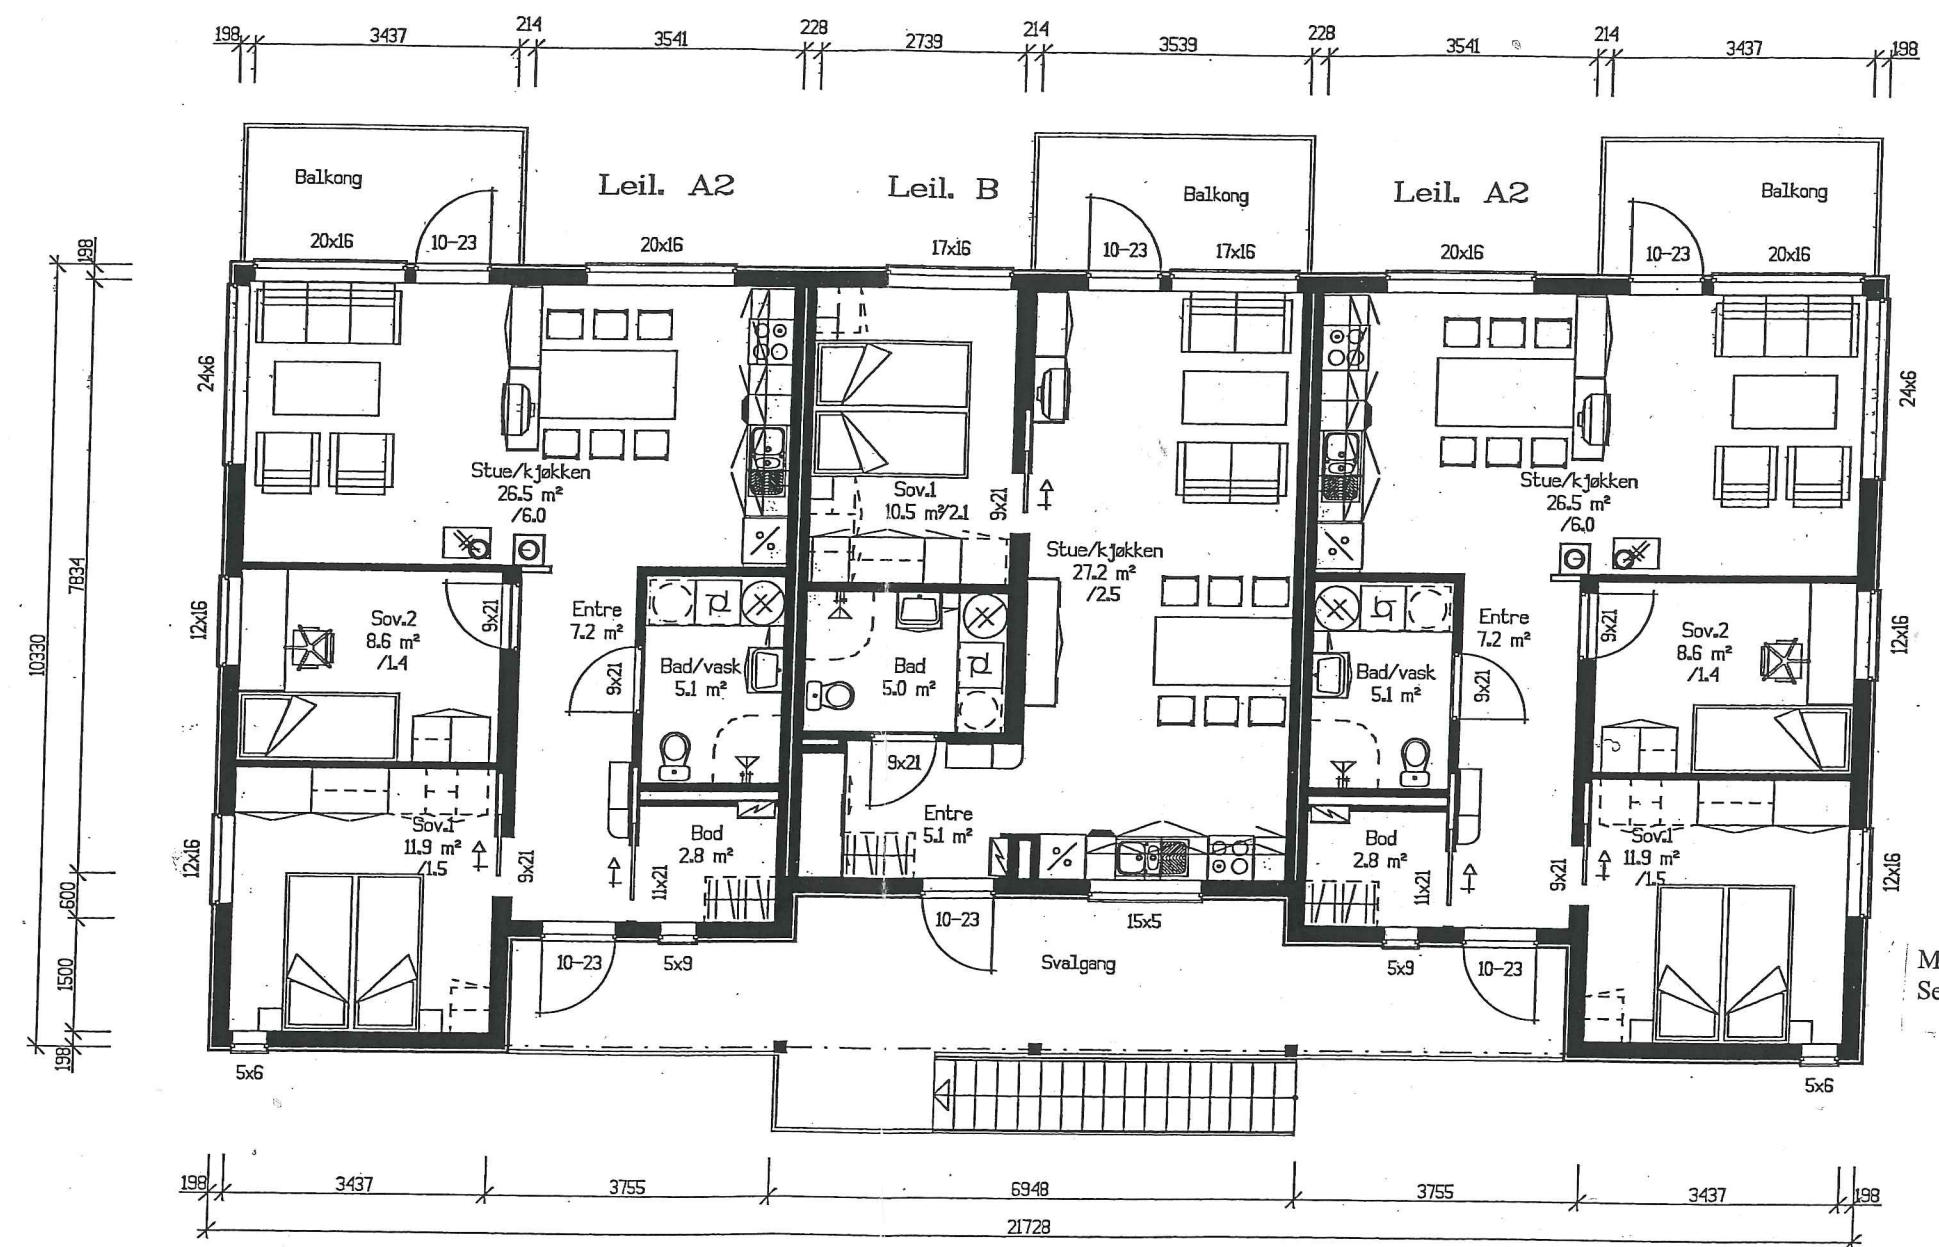 198 3437 214 3541 228 2739 214 3539 228 3541 214 3437 198
Balkong
Leil. A2
Leil. B
Balkong
Leil. A2
Balkong
20x16
10-23
20x16
17x16
10-23
17x16
20x16
10-23
20x16
198
7834
600
1500
198
10330
24x6
12x16
12x16
Stue/kjøkken
26.5 m²
/6.0
Sov.2
8.6 m²
/1.4
9x21
Entre
7.2 m²
9x21
Bad/vask
5.1 m²
Sov.1
11.9 m²
/1.5
9x21
11x21
Bod
2.8 m²
10-23
5x9
5x6
Sov.1
10.5 m²/2.1
9x21
Stue/kjøkken
27.2 m²
/2.5
Bad
5.0 m²
9x21
Entre
5.1 m²
10-23
15x5
Svalgang
Stue/kjøkken
26.5 m²
/6.0
Bad/vask
5.1 m²
Entre
7.2 m²
9x21
9x21
Sov.2
8.6 m²
/1.4
Bod
2.8 m²
11x21
9x21
Sov.1
11.9 m²
/1.5
5x9
10-23
5x6
24x6
12x16
12x16
M
Se
198 3437 3755 6948 3755 3437 198
21728